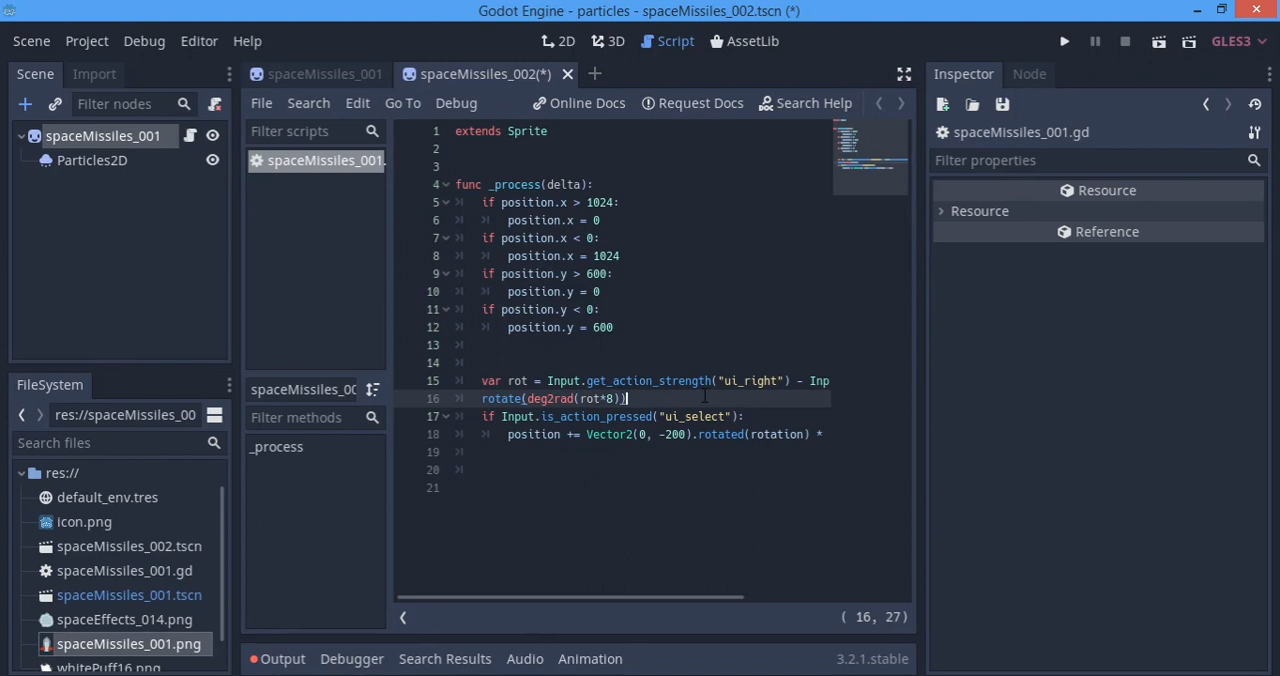 Godot Engine - particles - spaceMissiles_002.tscn (*)
Scene Project Debug Editor Help 2D 3D Script AssetLib GLES3
Scene Import
Filter nodes
spaceMissiles_001
Particles2D
FileSystem
res://spaceMissiles_00
Search files
res://
default_env.tres
icon.png
spaceMissiles_002.tscn
spaceMissiles_001.gd
spaceMissiles_001.tscn
spaceEffects_014.png
spaceMissiles_001.png
whitePuff16.png
spaceMissiles_001 spaceMissiles_002(*)
File Search Edit Go To Debug Online Docs Request Docs Search Help
Filter scripts
spaceMissiles_001.
spaceMissiles_00
Filter methods
_process
1 extends Sprite
2
3
4 func _process(delta):
5 if position.x > 1024:
6 position.x = 0
7 if position.x < 0:
8 position.x = 1024
9 if position.y > 600:
10 position.y = 0
11 if position.y < 0:
12 position.y = 600
13
14
15 var rot = Input.get_action_strength("ui_right") - Inp
16 rotate(deg2rad(rot*8))
17 if Input.is_action_pressed("ui_select"):
18 position += Vector2(0, -200).rotated(rotation) *
19
20
21
( 16, 27)
Output Debugger Search Results Audio Animation 3.2.1.stable
Inspector Node
spaceMissiles_001.gd
Filter properties
Resource
Resource
Reference